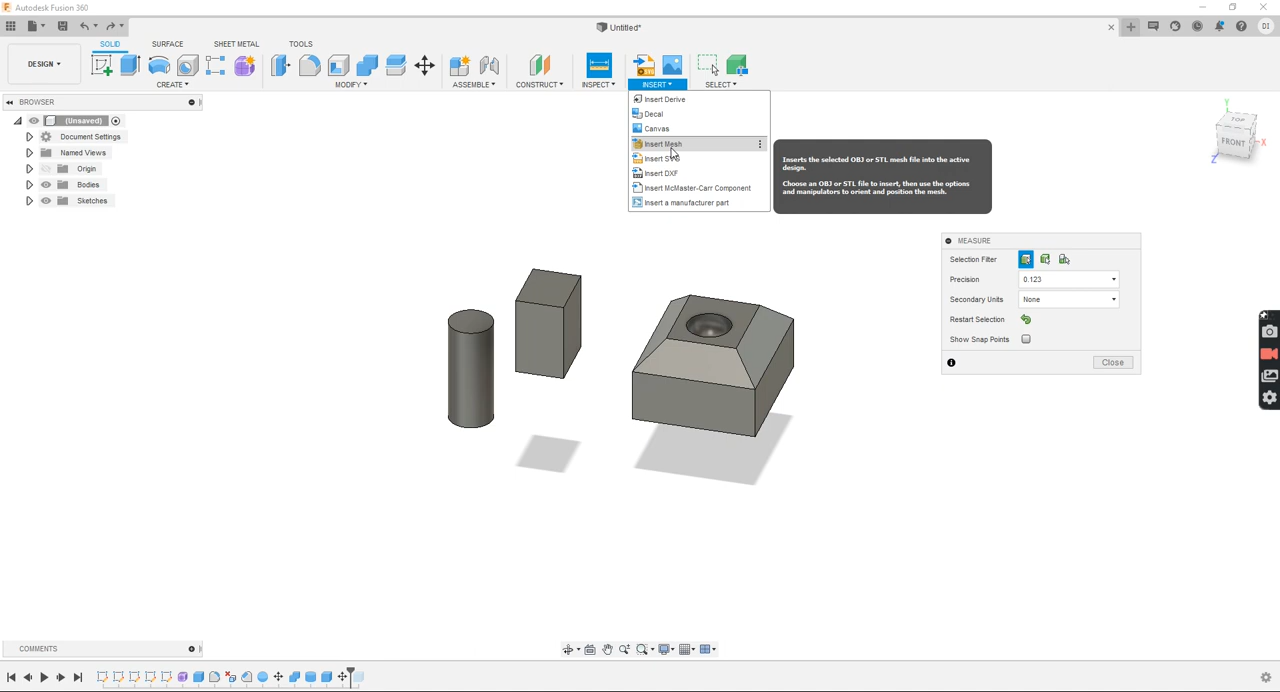 Autodesk Fusion 360
Untitled*
DI
DESIGN
SOLID
SURFACE
SHEET METAL
TOOLS
CREATE
MODIFY
ASSEMBLE
CONSTRUCT
INSPECT
INSERT
SELECT
BROWSER
(Unsaved)
Document Settings
Named Views
Origin
Bodies
Sketches
Insert Derive
Decal
Canvas
Insert Mesh
Insert SVG
Insert DXF
Insert McMaster-Carr Component
Insert a manufacturer part
Inserts the selected OBJ or STL mesh file into the active
design.
Choose an OBJ or STL file to insert, then use the options
and manipulators to orient and position the mesh.
Y
TOP
FRONT
X
Z
MEASURE
Selection Filter
Precision 0.123
Secondary Units None
Restart Selection
Show Snap Points
Close
COMMENTS